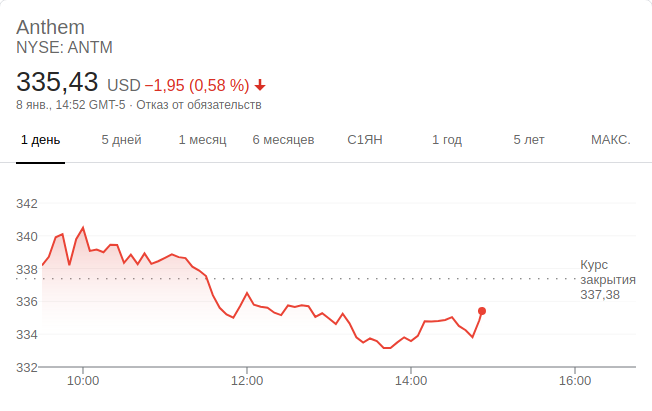 Anthem
NYSE: ANTM
335,43 USD −1,95 (0,58 %)
8 янв., 14:52 GMT-5 · Отказ от обязательств
1 день 5 дней 1 месяц 6 месяцев С1ЯН 1 год 5 лет МАКС.
342
340
338
336
334
332
Курс
закрытия
337,38
10:00 12:00 14:00 16:00